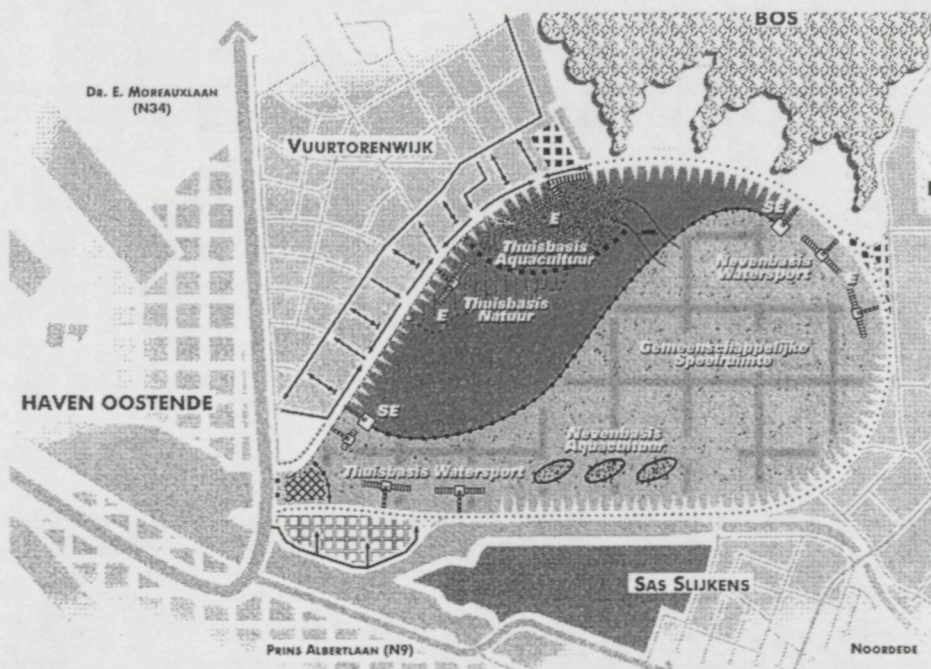 BOS
DR. E. MOREAUXLAAN
(N34)
VUURTORENWIJK
SE
E
Thuisbasis
Aquacultuur
Nevenbasis
Watersport
E
Thuisbasis
Natuur
E
Gemeenschappelijke
Speelruimte
HAVEN OOSTENDE
SE
Nevenbasis
Aquacultuur
Thuisbasis Watersport
SAS SLIJKENS
PRINS ALBERTLAAN (N9)
NOORDEDE